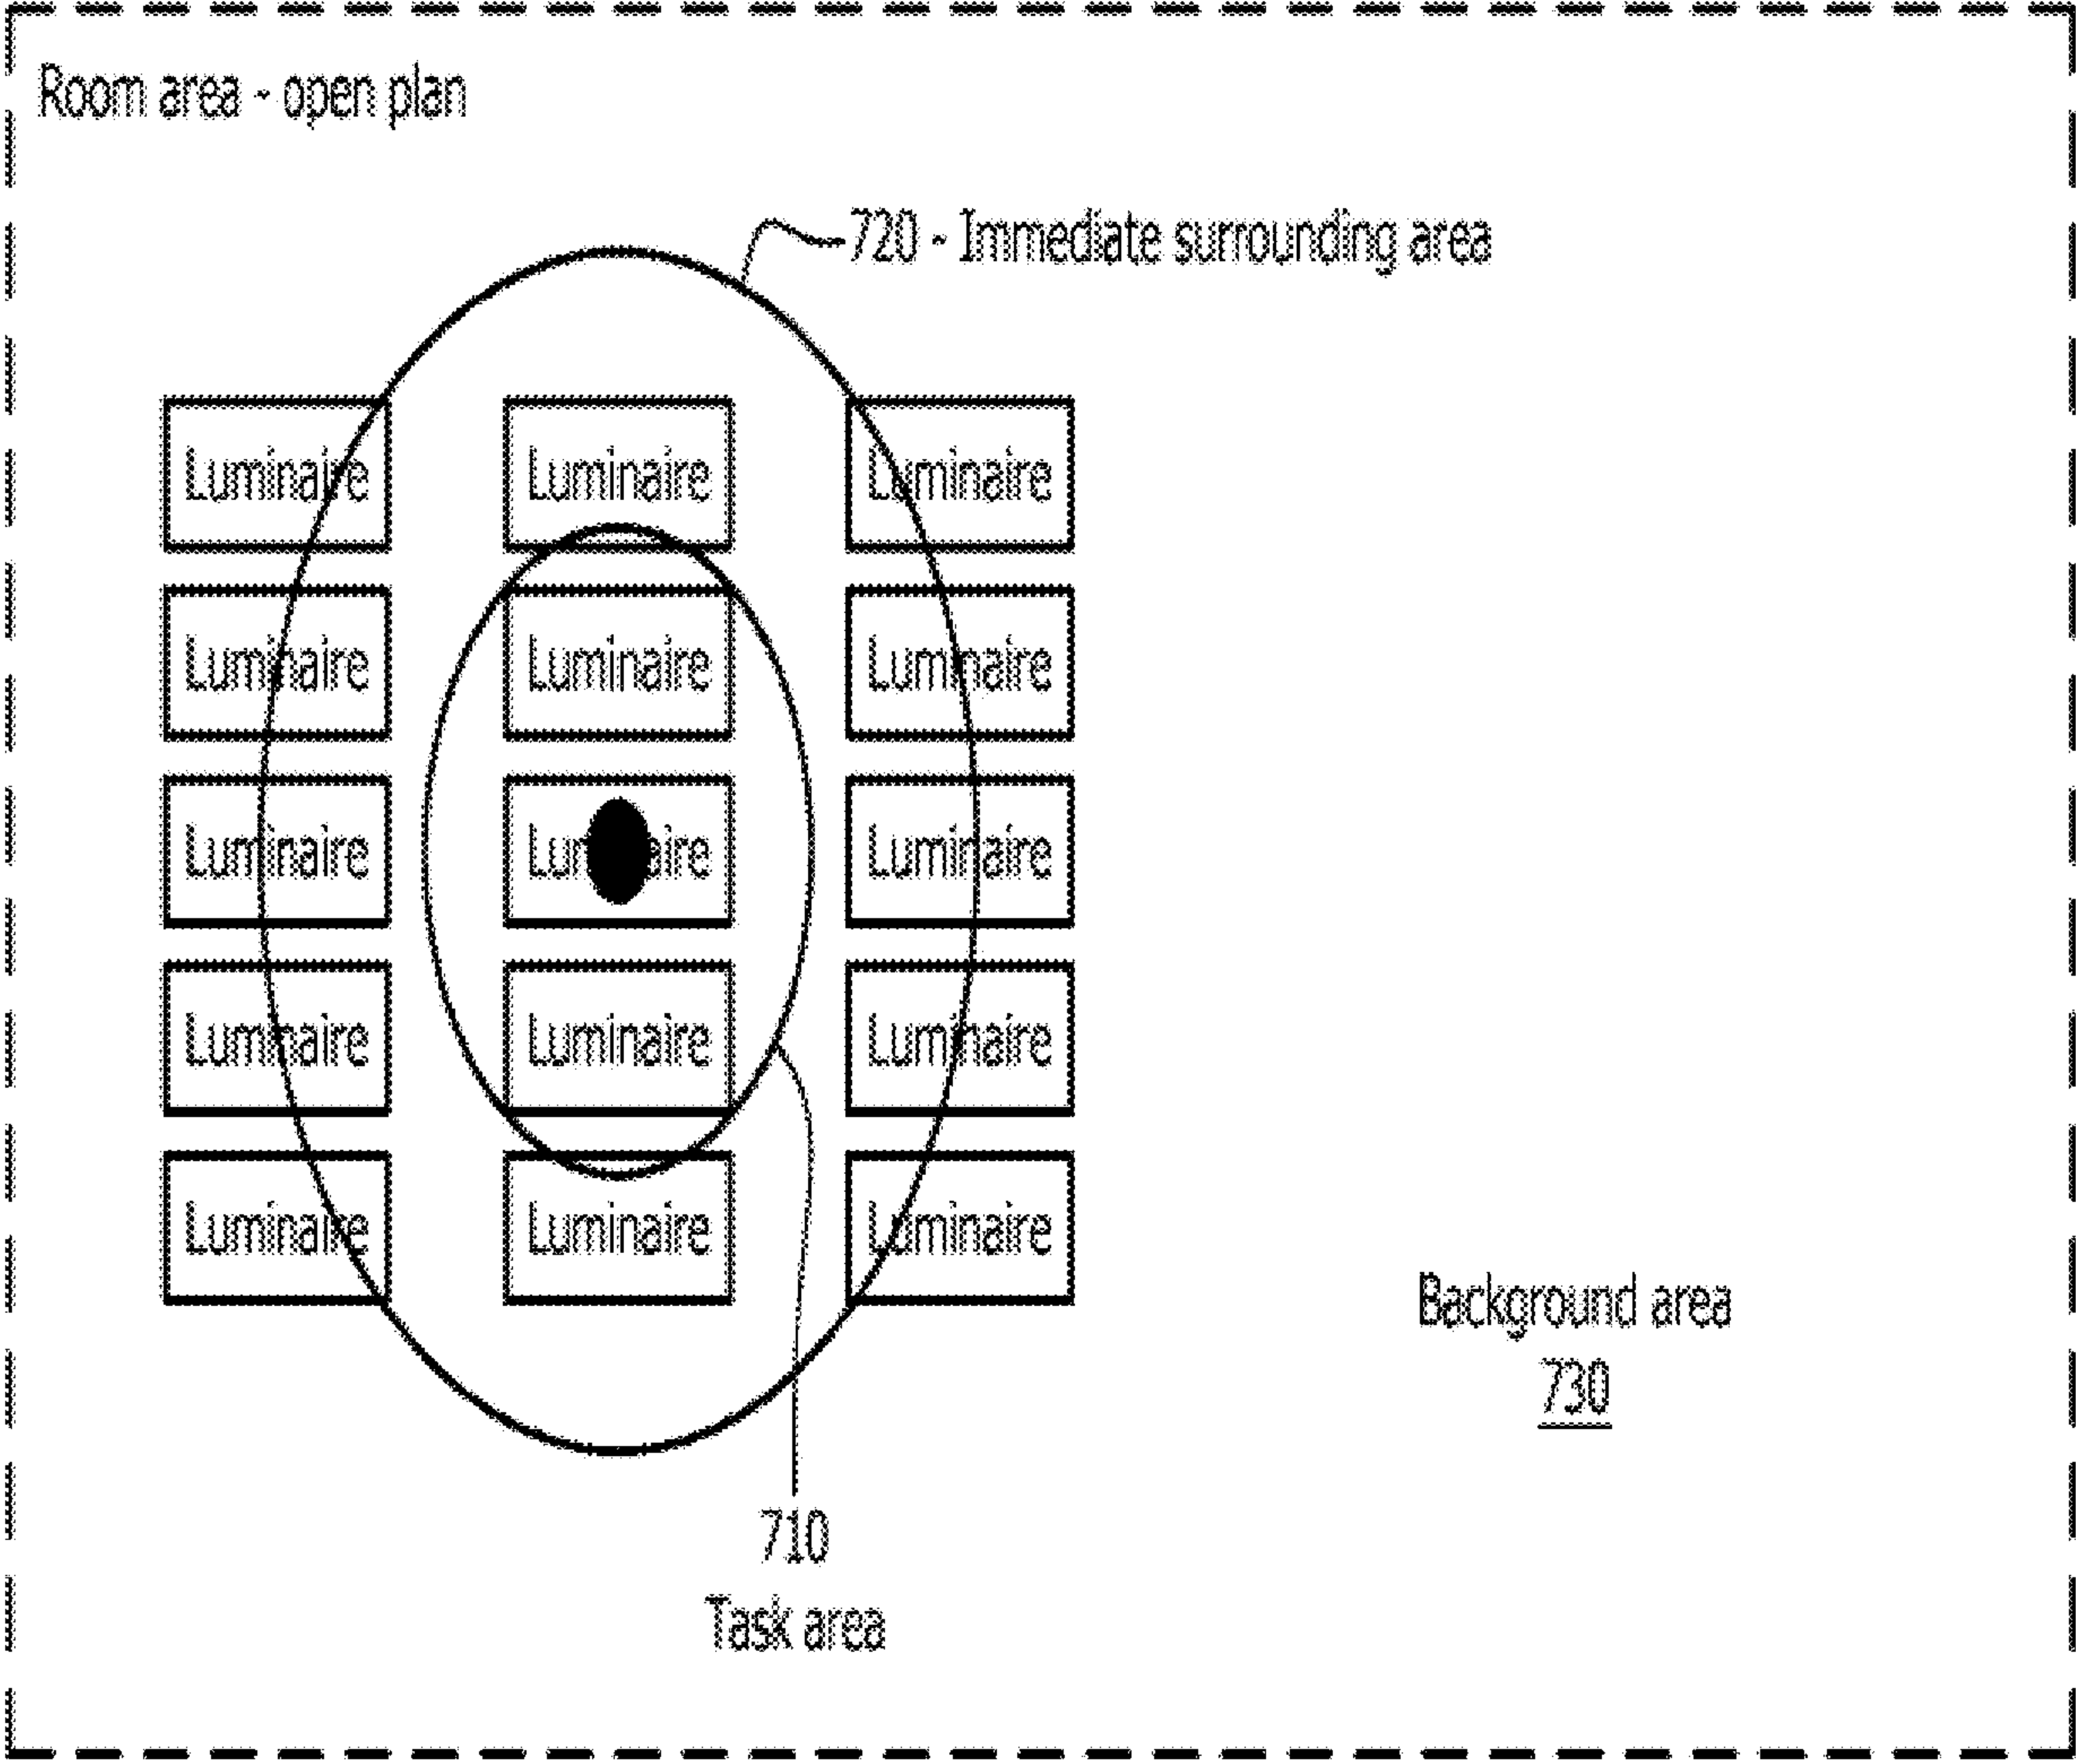 Room area - open plan
720 - Immediate surrounding area
Luminaire Luminaire Luminaire
Luminaire Luminaire Luminaire
Luminaire Luminaire Luminaire
Luminaire Luminaire Luminaire
Luminaire Luminaire Luminaire
Background area
730
710
Task area